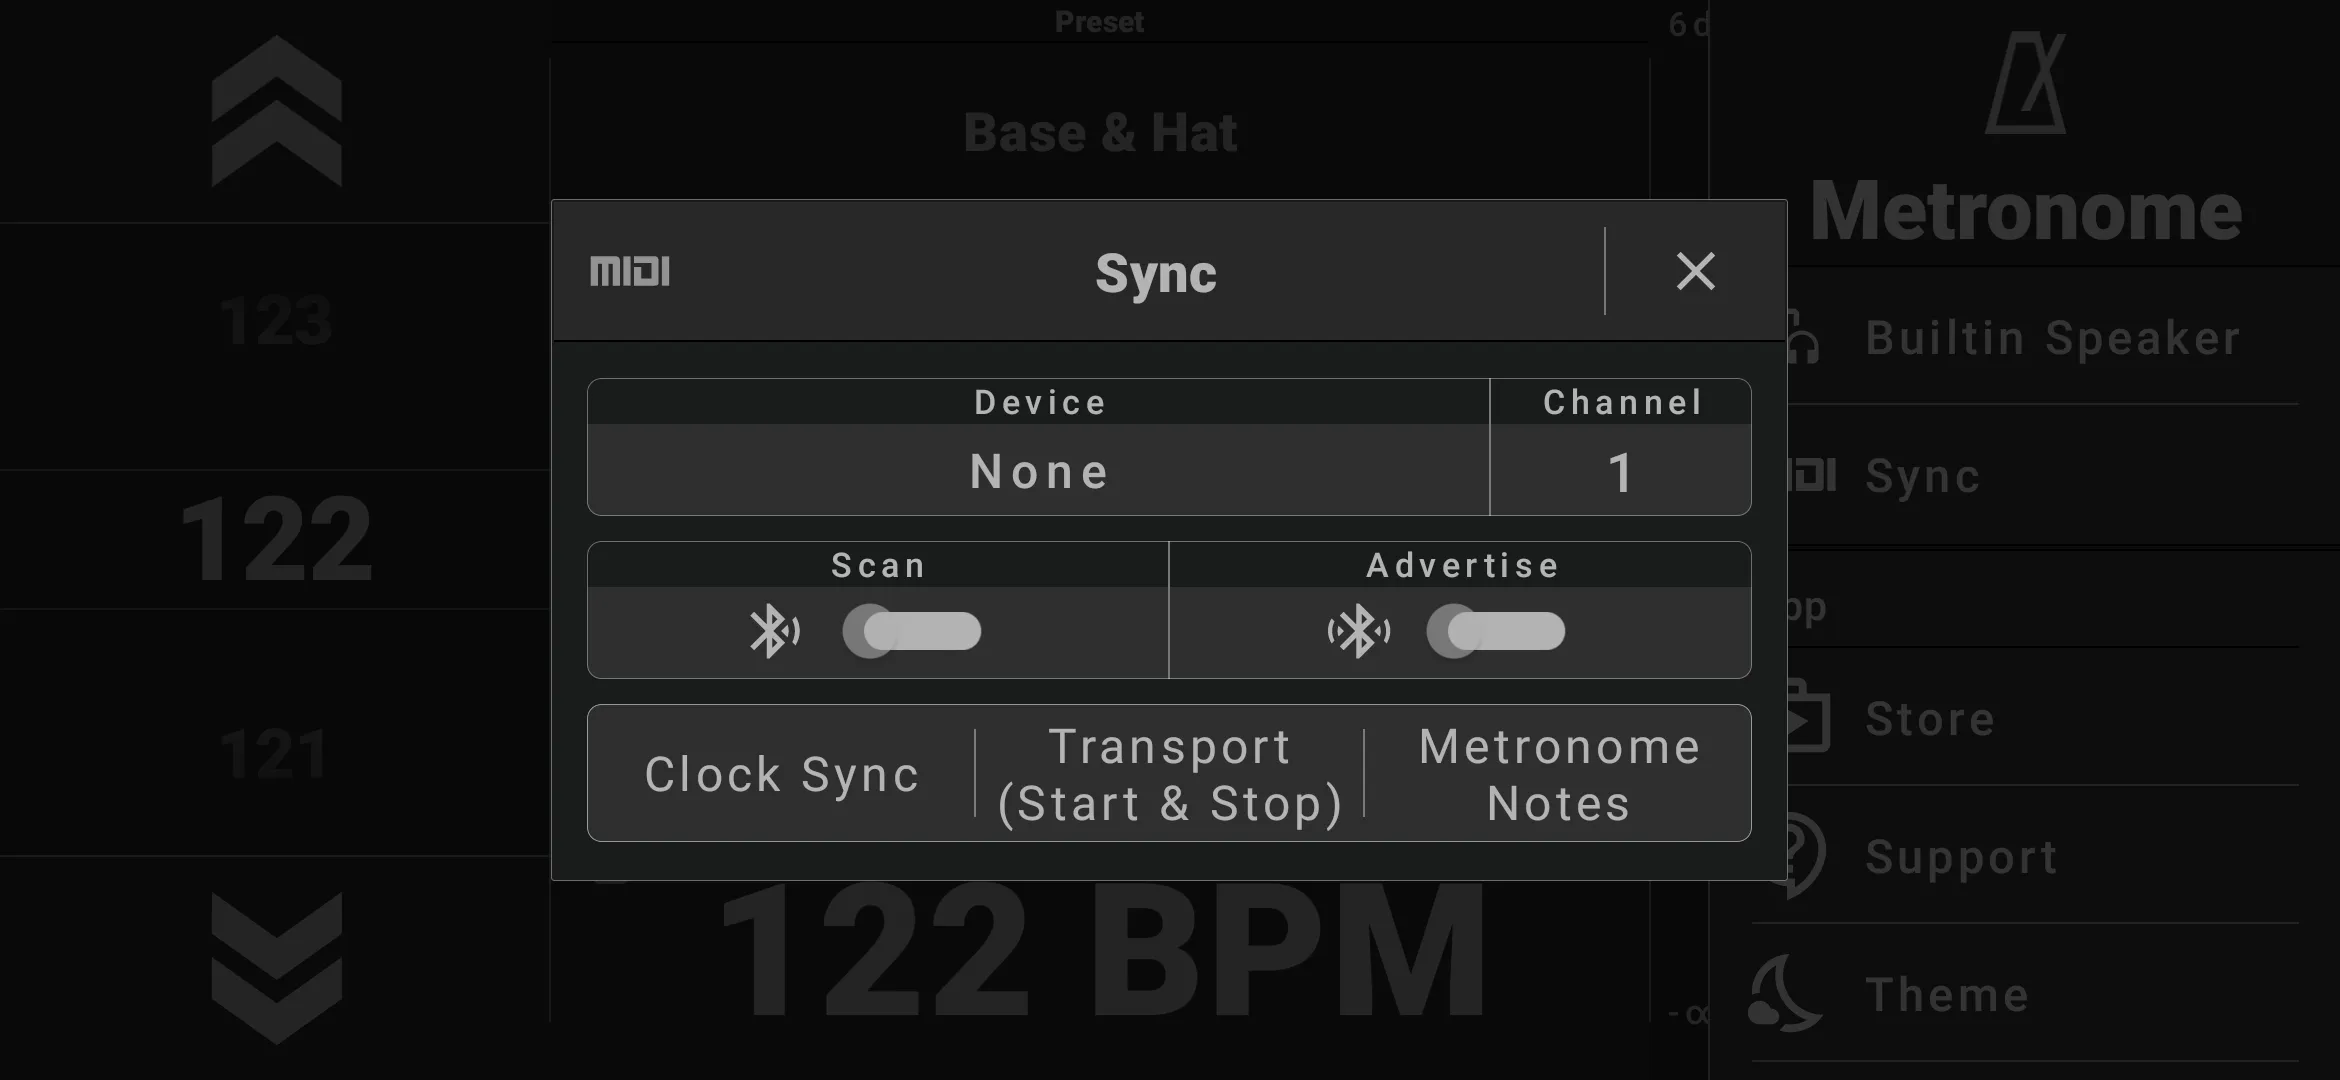 Preset
6 d
Base & Hat
Metronome
123
MIDI
Sync
Builtin Speaker
Device
Channel
None
1
Sync
122
Scan
Advertise
Store
Clock Sync
Transport
(Start & Stop)
Metronome
Notes
121
Support
122 BPM
Theme
-∞